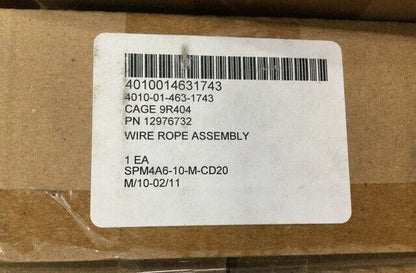 4010014631743
4010-01-463-1743
CAGE 9R404
PN 12976732
WIRE ROPE ASSEMBLY
1 EA
SPM4A6-10-M-CD20
M/10-02/11